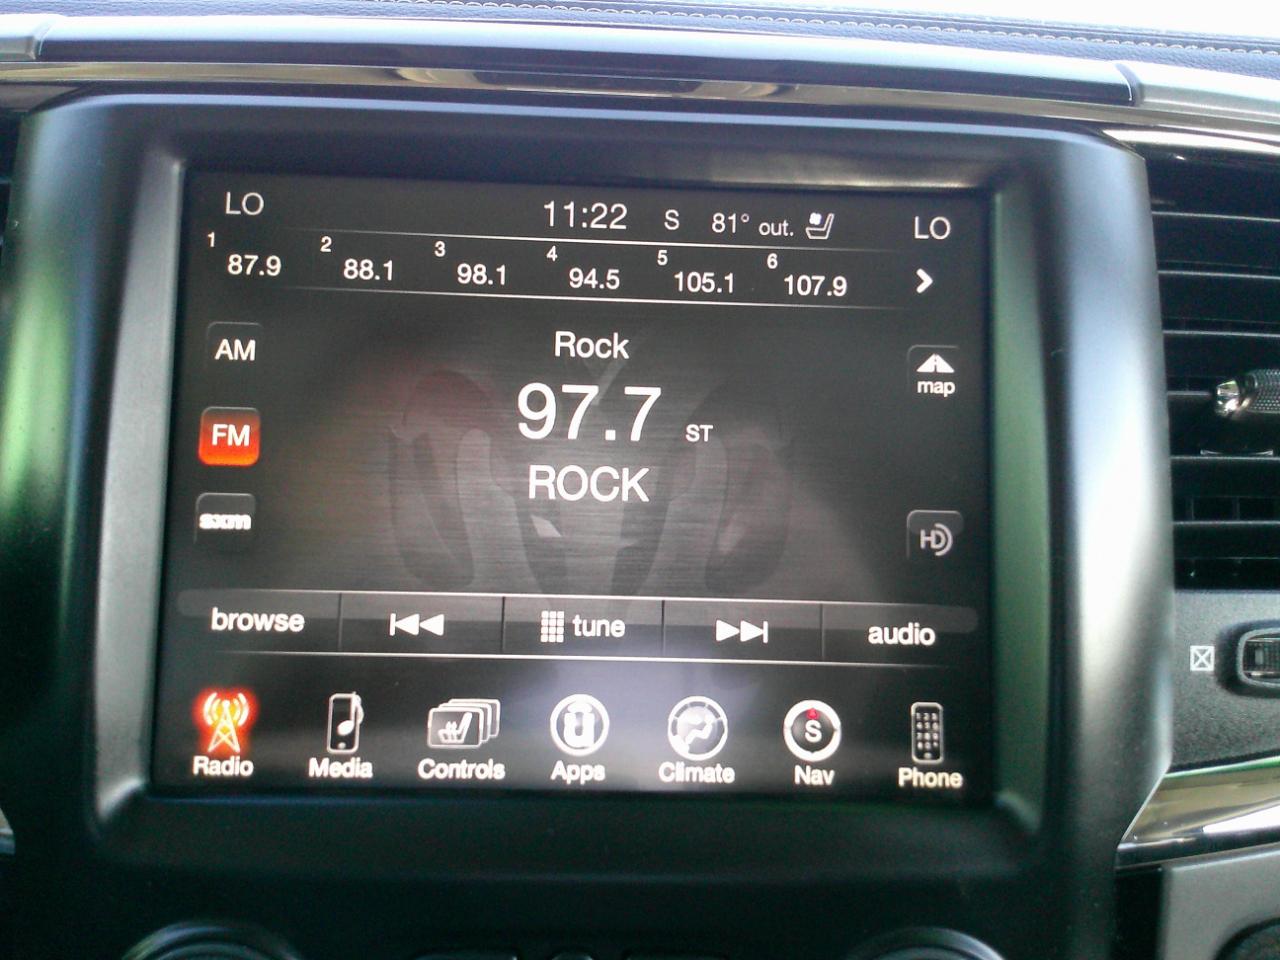 LO 11:22 S 81° out. LO
1 87.9 2 88.1 3 98.1 4 94.5 5 105.1 6 107.9
AM Rock map
FM 97.7 ST
ROCK
sxm HD
browse tune audio
S
Radio Media Controls Apps Climate Nav Phone